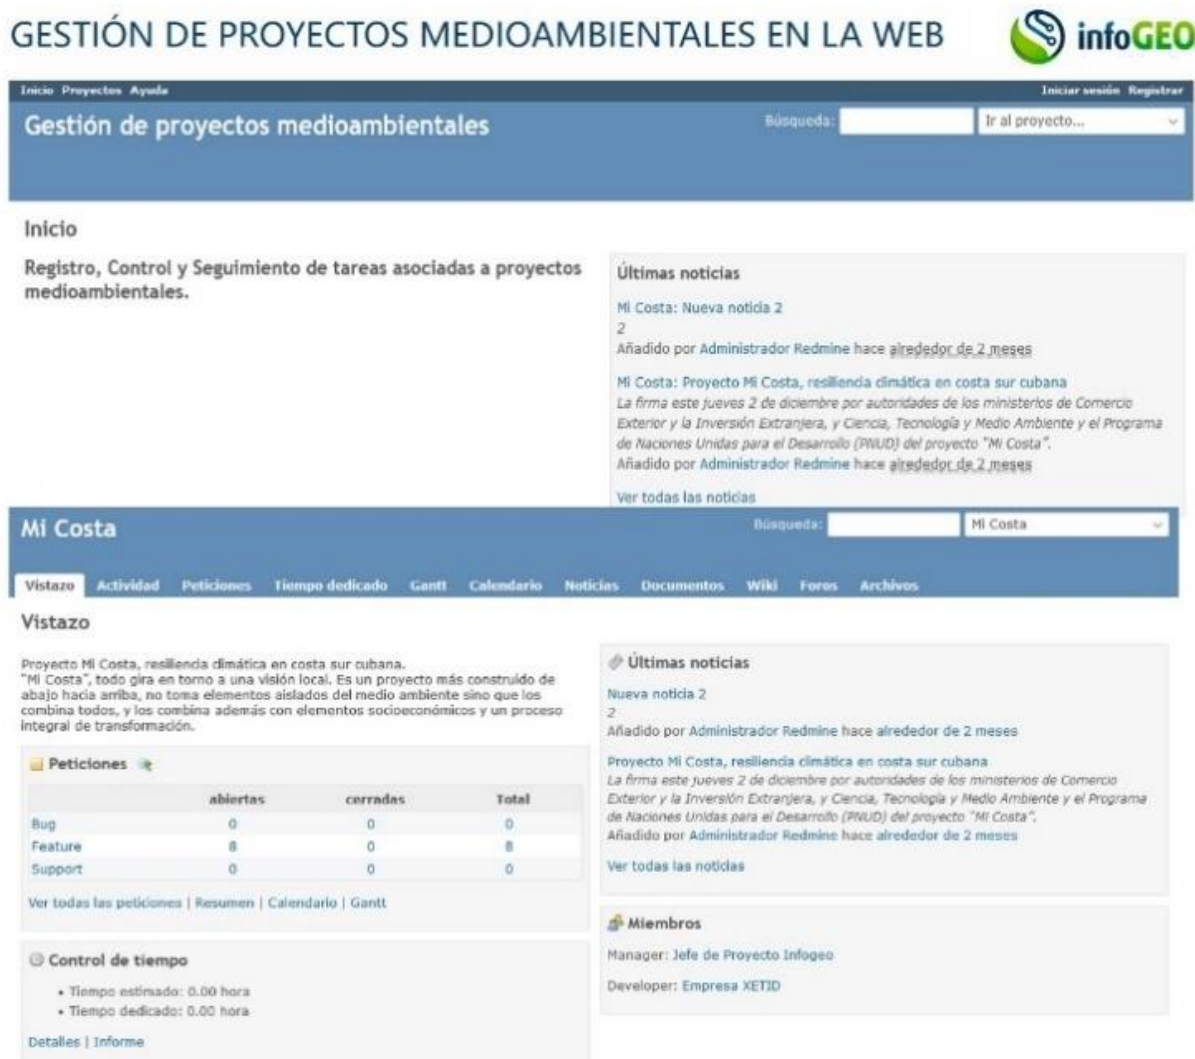 GESTIÓN DE PROYECTOS MEDIOAMBIENTALES EN LA WEB
infoGEO
Inicio Proyectos Ayuda
Iniciar sesión Registrar
Gestión de proyectos medioambientales
Búsqueda:
Ir al proyecto...
Inicio
Registro, Control y Seguimiento de tareas asociadas a proyectos
medioambientales.
Últimas noticias
Mi Costa: Nueva noticia 2
2
Añadido por Administrador Redmine hace alrededor de 2 meses
Mi Costa: Proyecto Mi Costa, resiliencia climática en costa sur cubana
La firma este jueves 2 de diciembre por autoridades de los ministerios de Comercio
Exterior y la Inversión Extranjera, y Ciencia, Tecnología y Medio Ambiente y el Programa
de Naciones Unidas para el Desarrollo (PNUD) del proyecto "Mi Costa".
Añadido por Administrador Redmine hace alrededor de 2 meses
Ver todas las noticias
Mi Costa
Búsqueda:
Mi Costa
Vistazo Actividad Peticiones Tiempo dedicado Gantt Calendario Noticias Documentos Wiki Foros Archivos
Vistazo
Proyecto Mi Costa, resiliencia climática en costa sur cubana.
"Mi Costa", todo gira en torno a una visión local. Es un proyecto más construido de
abajo hacia arriba, no toma elementos aislados del medio ambiente sino que los
combina todos, y los combina además con elementos socioeconómicos y un proceso
integral de transformación.
Peticiones
abiertas cerradas Total
Bug 0 0 0
Feature 8 0 8
Support 0 0 0
Ver todas las peticiones | Resumen | Calendario | Gantt
Control de tiempo
• Tiempo estimado: 0.00 hora
• Tiempo dedicado: 0.00 hora
Detalles | Informe
Últimas noticias
Nueva noticia 2
2
Añadido por Administrador Redmine hace alrededor de 2 meses
Proyecto Mi Costa, resiliencia climática en costa sur cubana
La firma este jueves 2 de diciembre por autoridades de los ministerios de Comercio
Exterior y la Inversión Extranjera, y Ciencia, Tecnología y Medio Ambiente y el Programa
de Naciones Unidas para el Desarrollo (PNUD) del proyecto "Mi Costa".
Añadido por Administrador Redmine hace alrededor de 2 meses
Ver todas las noticias
Miembros
Manager: Jefe de Proyecto Infogeo
Developer: Empresa XETID